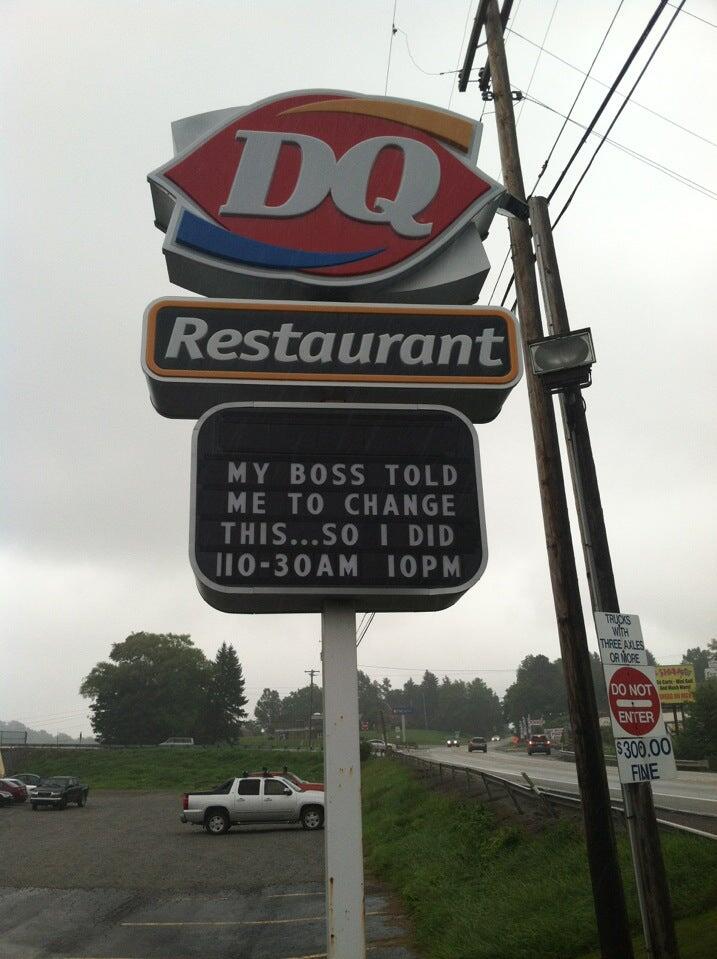 DQ
Restaurant
MY BOSS TOLD
ME TO CHANGE
THIS...SO I DID
110-30AM 10PM
TRUCKS
WITH
THREE AXLES
OR MORE
DO NOT
ENTER
$300.00
FINE